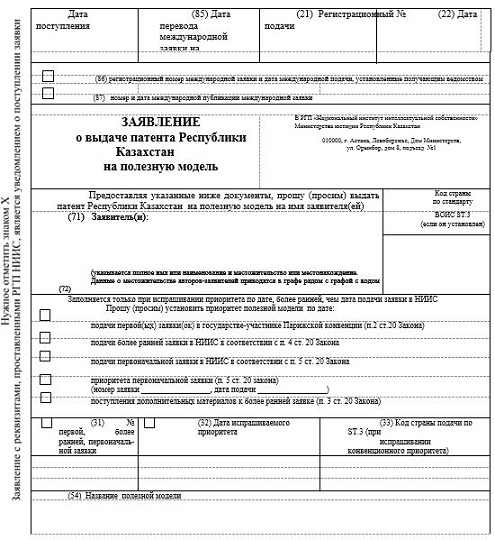 Дата
поступления
(85) Дата
перевода
международной
заявки на
(21) Регистрационный №
подачи
(22) Дата
(86) регистрационный номер международной заявки и дата международной подачи, установленные получающим ведомством
(87) номер и дата международной публикации международной заявки
ЗАЯВЛЕНИЕ
о выдаче патента Республики
Казахстан
на полезную модель
В РГП «Национальный институт интеллектуальной собственности»
Министерства юстиции Республики Казахстан
010000, г. Астана, Левобережье, Дом Министерств,
ул. Орынбор, дом 8, подъезд №1
Предоставляя указанные ниже документы, прошу (просим) выдать
патент Республики Казахстан на полезную модель на имя заявителя(ей)
(71) Заявитель(и):
(указывается полное имя или наименование и местожительство или местонахождение.
Данные о местожительстве авторов-заявителей приводятся в графе рядом с графой с кодом
(72)
Код страны
по стандарту
ВОИС ST.3
(если он установлен)
Заполняется только при испрашивании приоритета по дате, более ранней, чем дата подачи заявки в НИИС
Прошу (просим) установить приоритет полезной модели по дате:
подачи первой(ых) заявки(ок) в государстве-участнике Парижской конвенции (п.2 ст.20 Закона)
подачи более ранней заявки в НИИС в соответствии с п. 4 ст. 20 Закона
подачи первоначальной заявки в НИИС в соответствии с п. 5 ст. 20 Закона
приоритета первоначальной заявки (п. 5 ст. 20 закона)
(номер заявки ________________, дата подачи ________________)
поступления дополнительных материалов к более ранней заявке (п. 3 ст. 20 Закона)
(31) №
первой, более
ранней, первоначаль-
ной заявки
(32) Дата испрашиваемого
приоритета
(33) Код страны подачи по
ST.3 (при
испрашивании
конвенционного приоритета)
(54) Название полезной модели
Нужное отметить знаком X
Заявление с реквизитами, проставленными РГП НИИС, является уведомлением о поступлении заявки